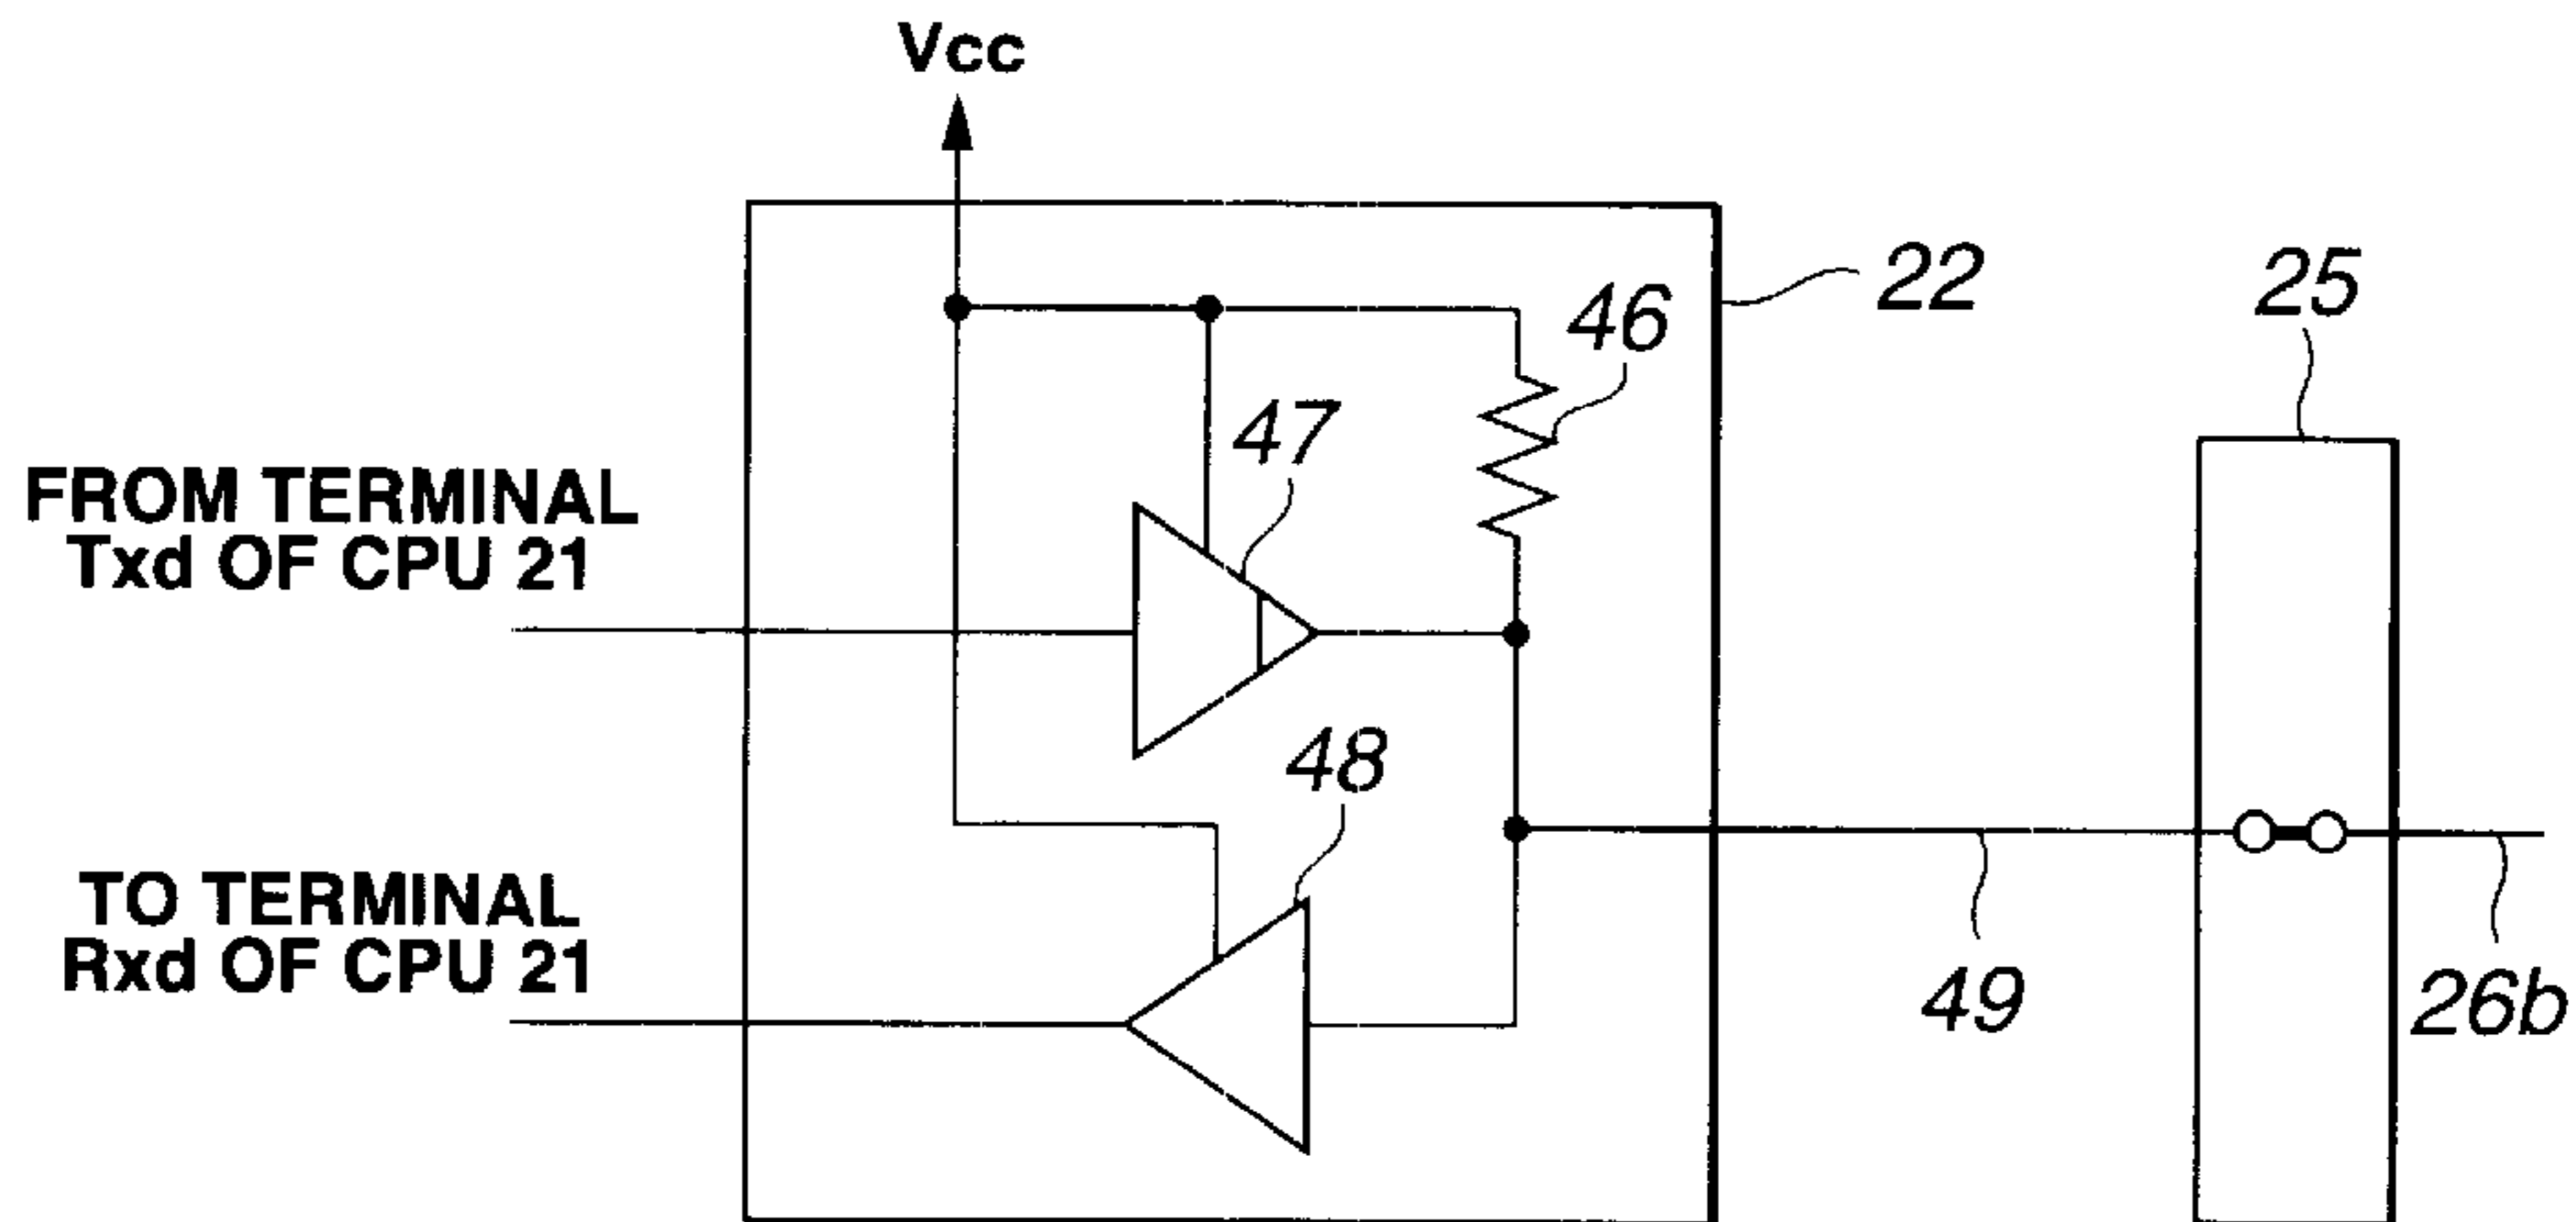 Vcc
22
25
46
47
FROM TERMINAL
Txd OF CPU 21
48
TO TERMINAL
Rxd OF CPU 21
49
26b